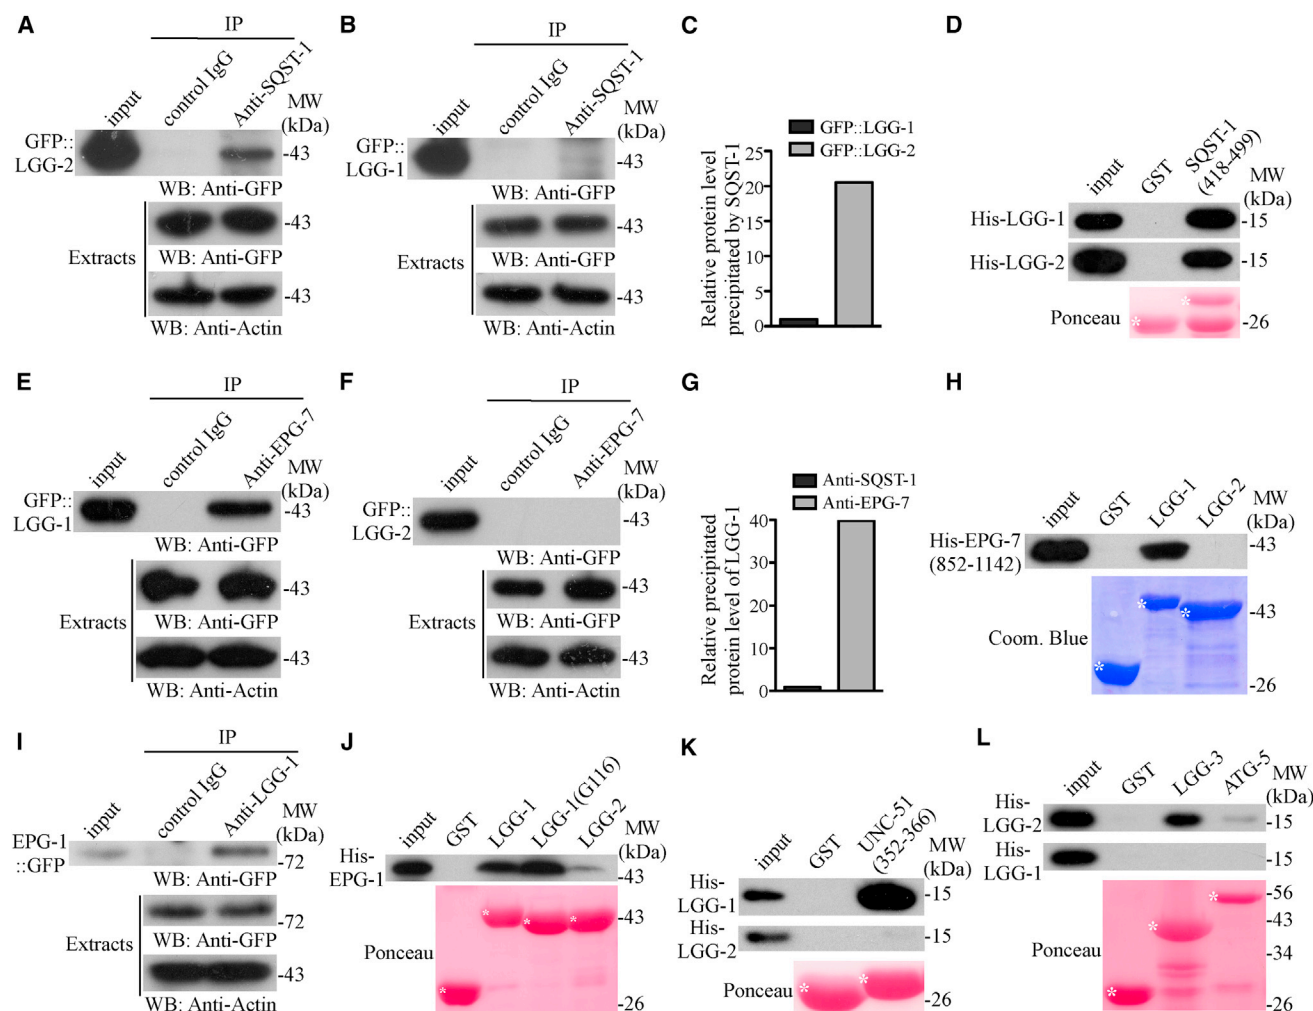 A
IP
input
control IgG
Anti-SQST-1
MW
(kDa)
GFP::
LGG-2
-43
WB: Anti-GFP
-43
WB: Anti-GFP
Extracts
-43
WB: Anti-Actin
B
IP
input
control IgG
Anti-SQST-1
MW
(kDa)
GFP::
LGG-1
-43
WB: Anti-GFP
-43
WB: Anti-GFP
Extracts
-43
WB: Anti-Actin
C
GFP::LGG-1
GFP::LGG-2
Relative protein level
precipitated by SQST-1
25
20
15
10
5
0
D
input
GST
SQST-1
(418-499)
MW
(kDa)
His-LGG-1
-15
His-LGG-2
-15
*
*
Ponceau
-26
E
IP
input
control IgG
Anti-EPG-7
MW
(kDa)
GFP::
LGG-1
-43
WB: Anti-GFP
-43
WB: Anti-GFP
Extracts
-43
WB: Anti-Actin
F
IP
input
control IgG
Anti-EPG-7
MW
(kDa)
GFP::
LGG-2
-43
WB: Anti-GFP
-43
WB: Anti-GFP
Extracts
-43
WB: Anti-Actin
G
Anti-SQST-1
Anti-EPG-7
Relative precipitated
protein level of LGG-1
40
30
20
10
0
H
input
GST
LGG-1
LGG-2
MW
(kDa)
His-EPG-7
(852-1142)
-43
*
*
-43
Coom. Blue
*
-26
I
IP
input
control IgG
Anti-LGG-1
MW
(kDa)
EPG-1
::GFP
-72
WB: Anti-GFP
-72
WB: Anti-GFP
Extracts
-43
WB: Anti-Actin
J
input
GST
LGG-1
LGG-1(G116)
LGG-2
MW
(kDa)
His-
EPG-1
-43
*
*
*
-43
Ponceau
*
-26
K
input
GST
UNC-51
(352-366)
MW
(kDa)
His-
LGG-1
-15
His-
LGG-2
-15
*
*
Ponceau
-26
L
input
GST
LGG-3
ATG-5
MW
(kDa)
His-
LGG-2
-15
His-
LGG-1
-15
*
-56
-43
*
Ponceau
-34
*
-26